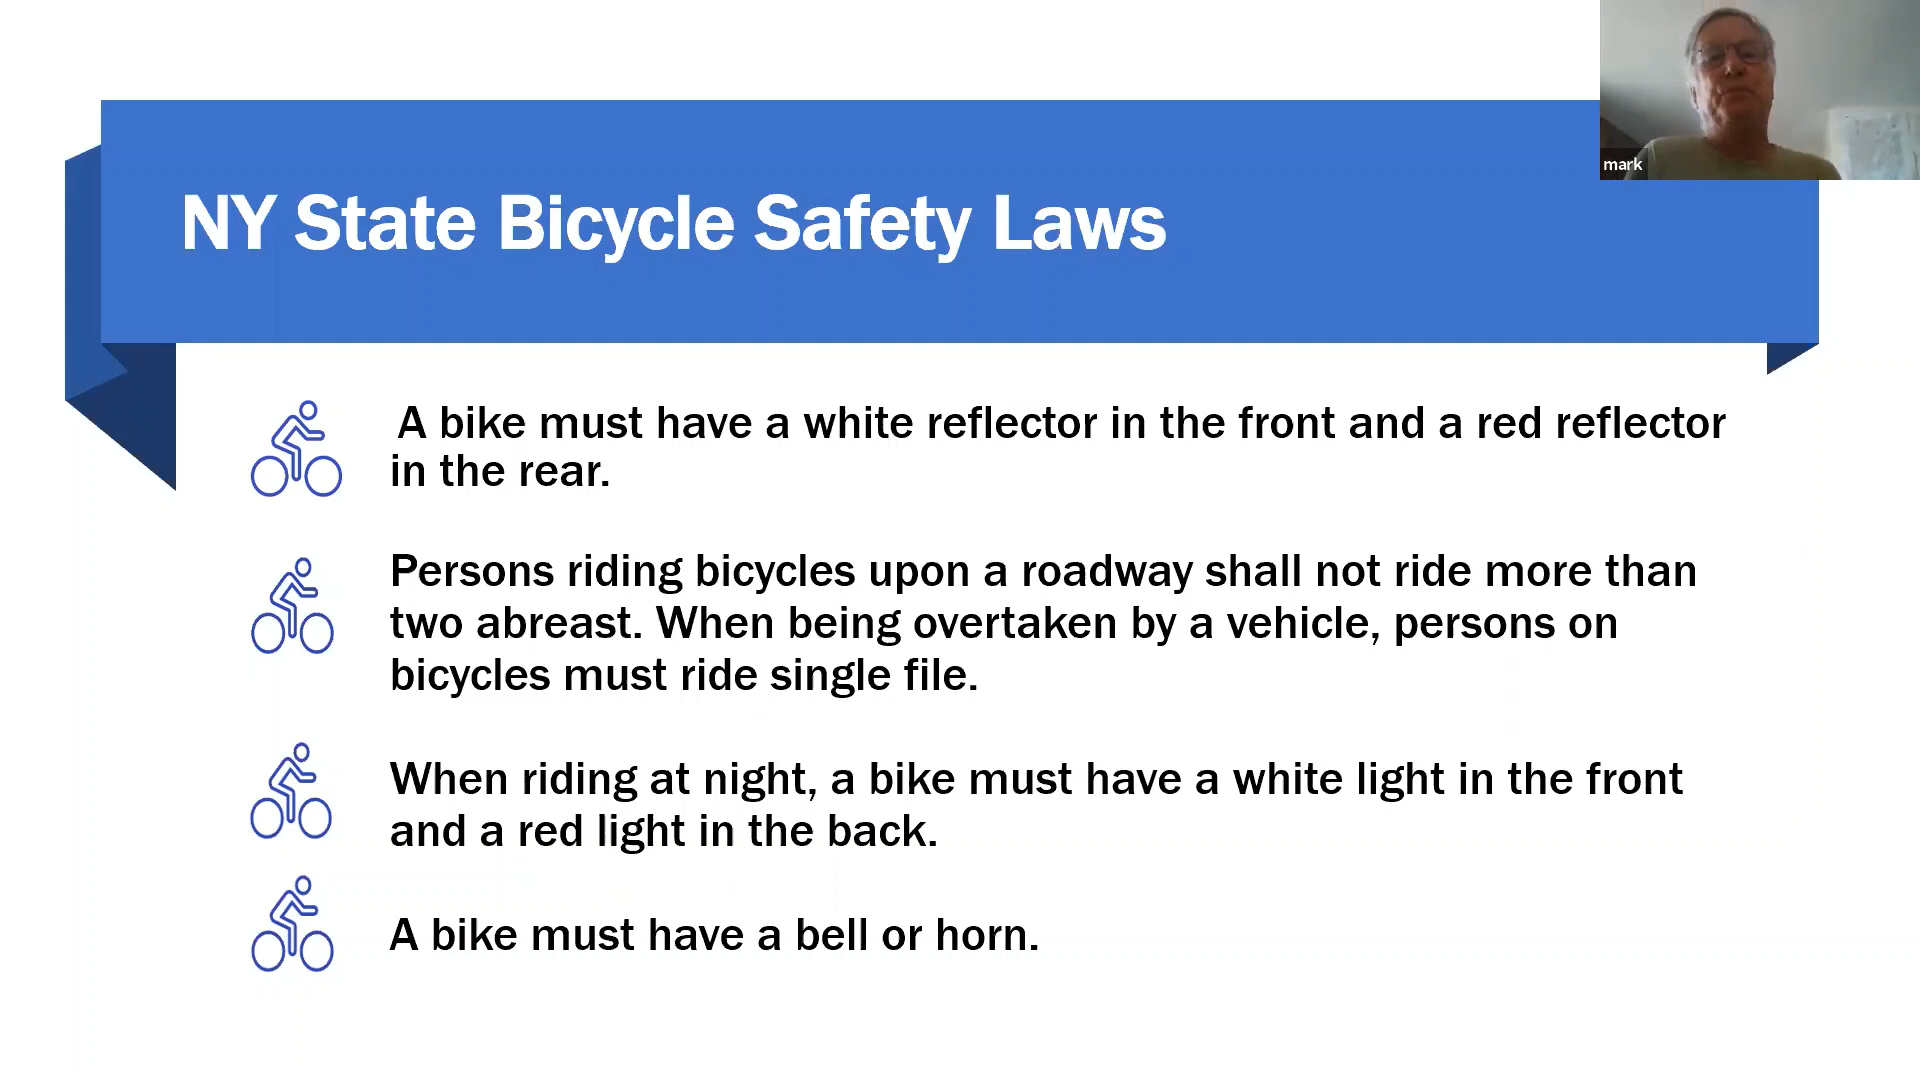 mark
NY State Bicycle Safety Laws
A bike must have a white reflector in the front and a red reflector
in the rear.
Persons riding bicycles upon a roadway shall not ride more than
two abreast. When being overtaken by a vehicle, persons on
bicycles must ride single file.
When riding at night, a bike must have a white light in the front
and a red light in the back.
A bike must have a bell or horn.